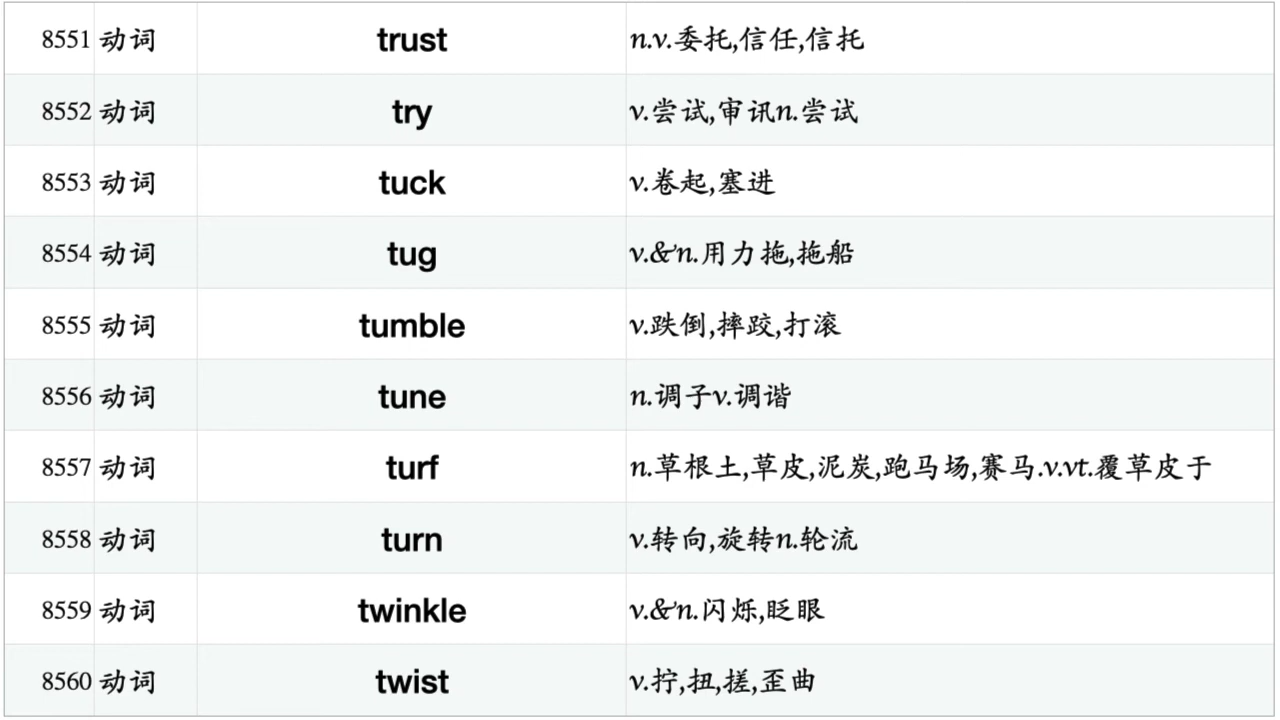 8551 动词 trust n.v.委托,信任,信托
8552 动词 try v.尝试,审讯n.尝试
8553 动词 tuck v.卷起,塞进
8554 动词 tug v.&n.用力拖,拖船
8555 动词 tumble v.跌倒,摔跤,打滚
8556 动词 tune n.调子v.调谐
8557 动词 turf n.草根土,草皮,泥炭,跑马场,赛马.v.vt.覆草皮于
8558 动词 turn v.转向,旋转n.轮流
8559 动词 twinkle v.&n.闪烁,眨眼
8560 动词 twist v.拧,扭,搓,歪曲